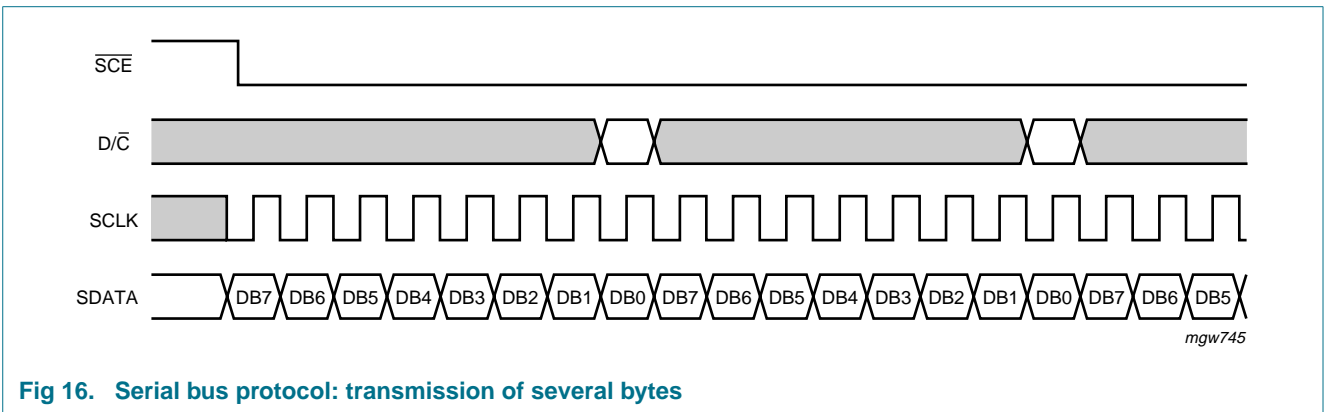 S̅C̅E̅
D/C̅
SCLK
SDATA DB7 DB6 DB5 DB4 DB3 DB2 DB1 DB0 DB7 DB6 DB5 DB4 DB3 DB2 DB1 DB0 DB7 DB6 DB5
mgw745
Fig 16. Serial bus protocol: transmission of several bytes